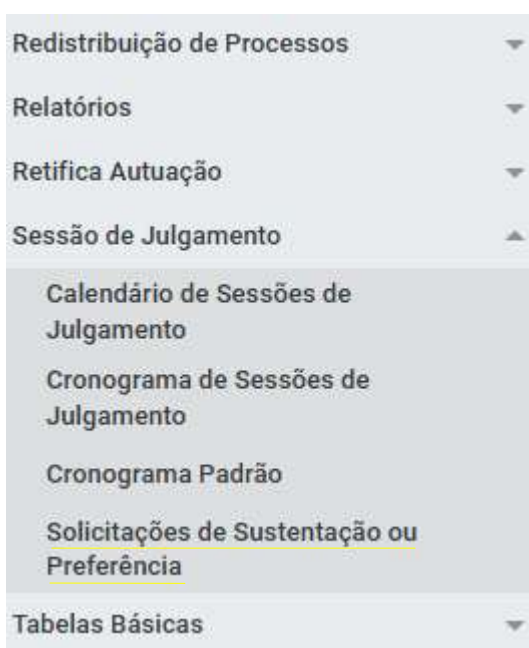 Redistribuição de Processos
Relatórios
Retifica Autuação
Sessão de Julgamento
Calendário de Sessões de
Julgamento
Cronograma de Sessões de
Julgamento
Cronograma Padrão
Solicitações de Sustentação ou
Preferência
Tabelas Básicas